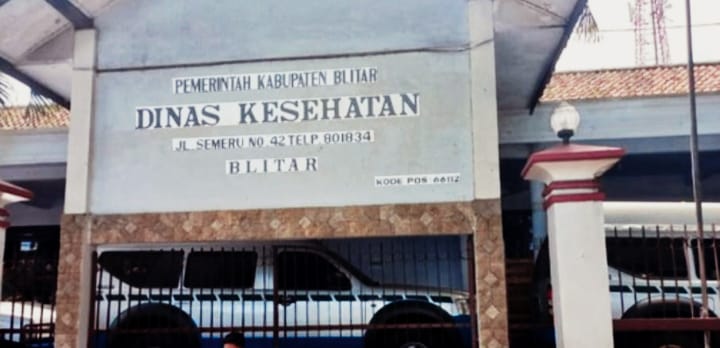 PEMERINTAH KABUPATEN BLITAR
DINAS KESEHATAN
JL. SEMERU NO. 42 TELP. 801834
BLITAR
KODE POS 66112